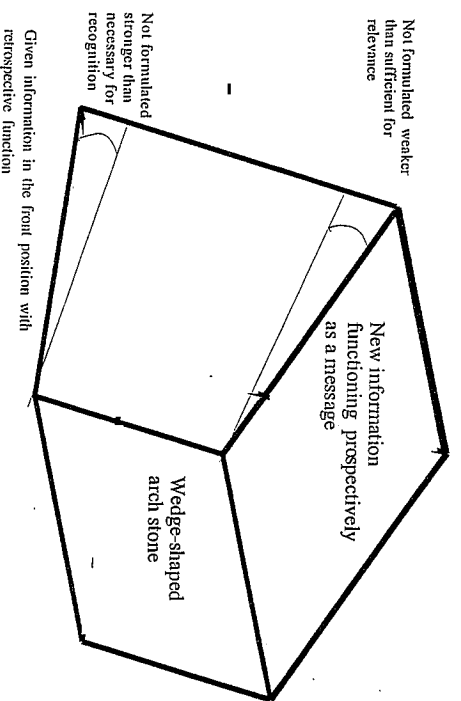 Not formulated weaker
than sufficient for
relevance
New information
functioning prospectively
as a message
Wedge-shaped
arch stone
Not formulated
stronger than
necessary for
recognition
Given information in the front position with
retrospective function